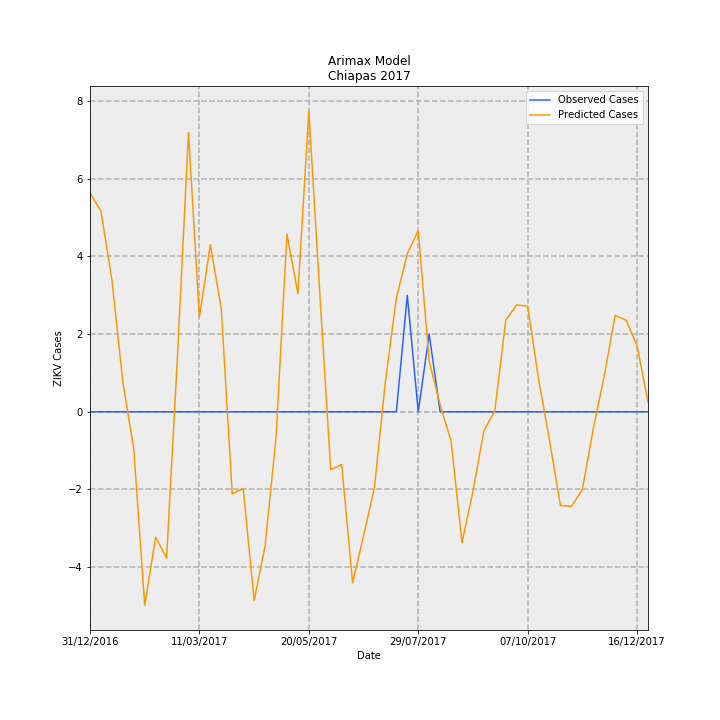 Arimax Model
Chiapas 2017
Observed Cases
Predicted Cases
8
6
4
2
0
−2
−4
ZIKV Cases
31/12/2016
11/03/2017
20/05/2017
29/07/2017
07/10/2017
16/12/2017
Date